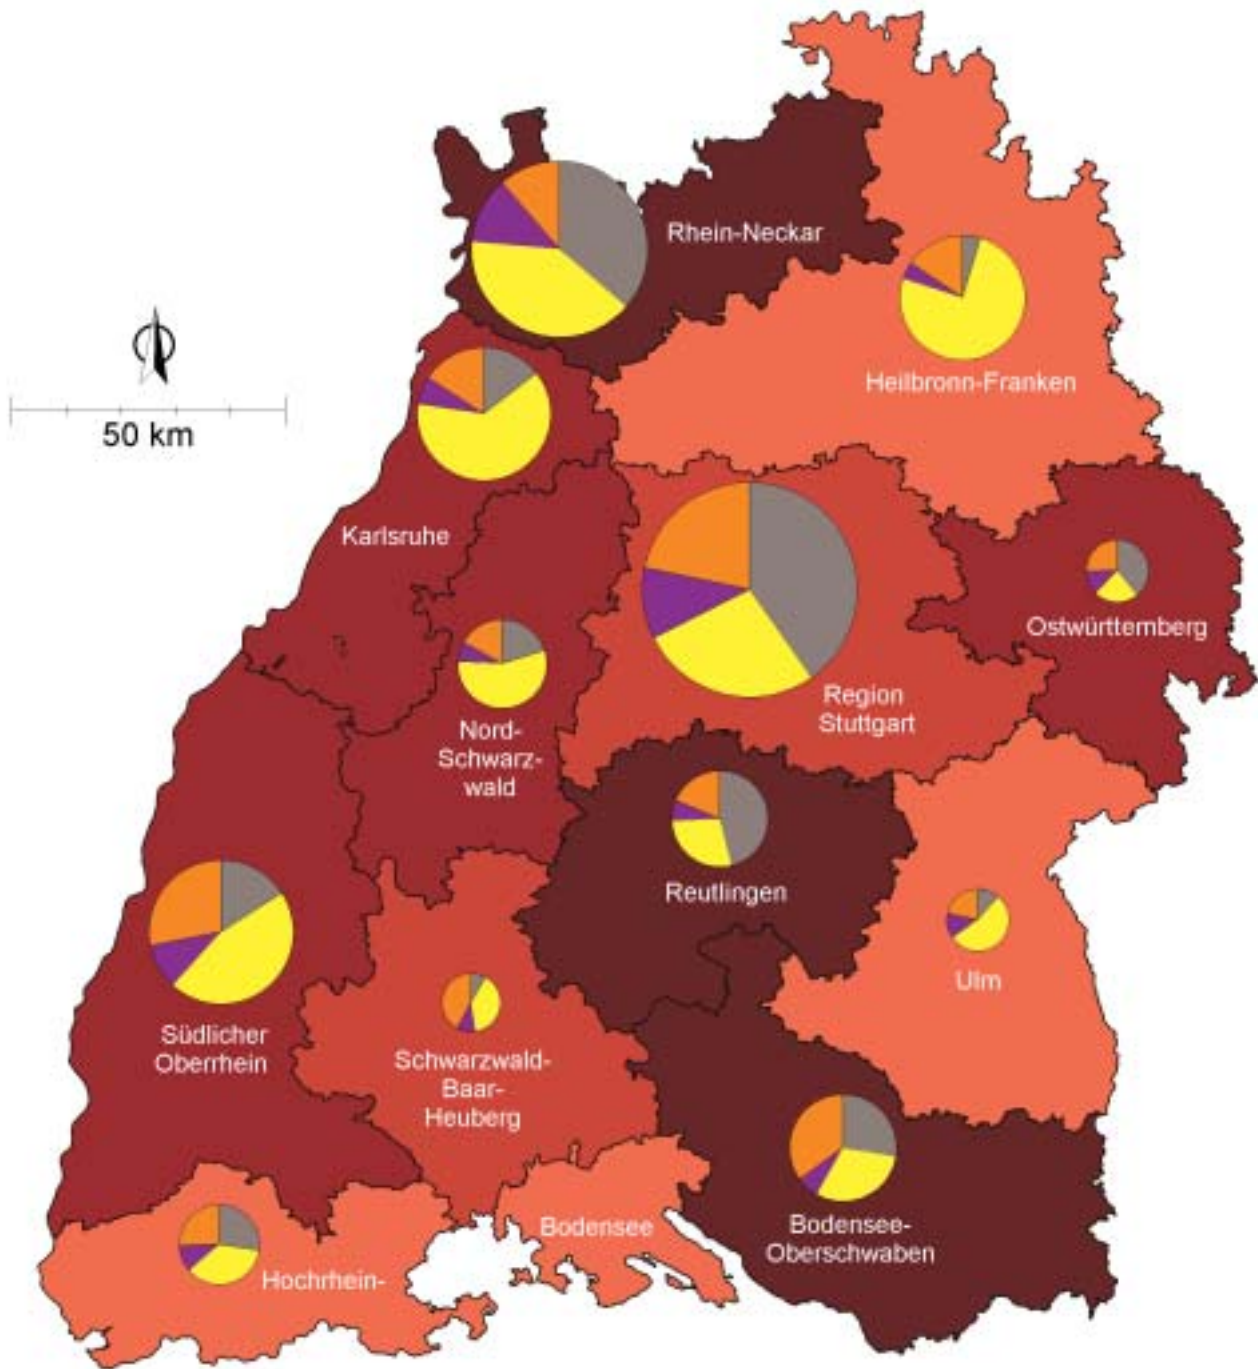 Rhein-Neckar
Heilbronn-Franken
50 km
Karlsruhe
Ostwürttemberg
Region
Stuttgart
Nord-
Schwarz-
wald
Reutlingen
Ulm
Südlicher
Oberrhein
Schwarzwald-
Baar-
Heuberg
Bodensee-
Oberschwaben
Hochrhein-
Bodensee